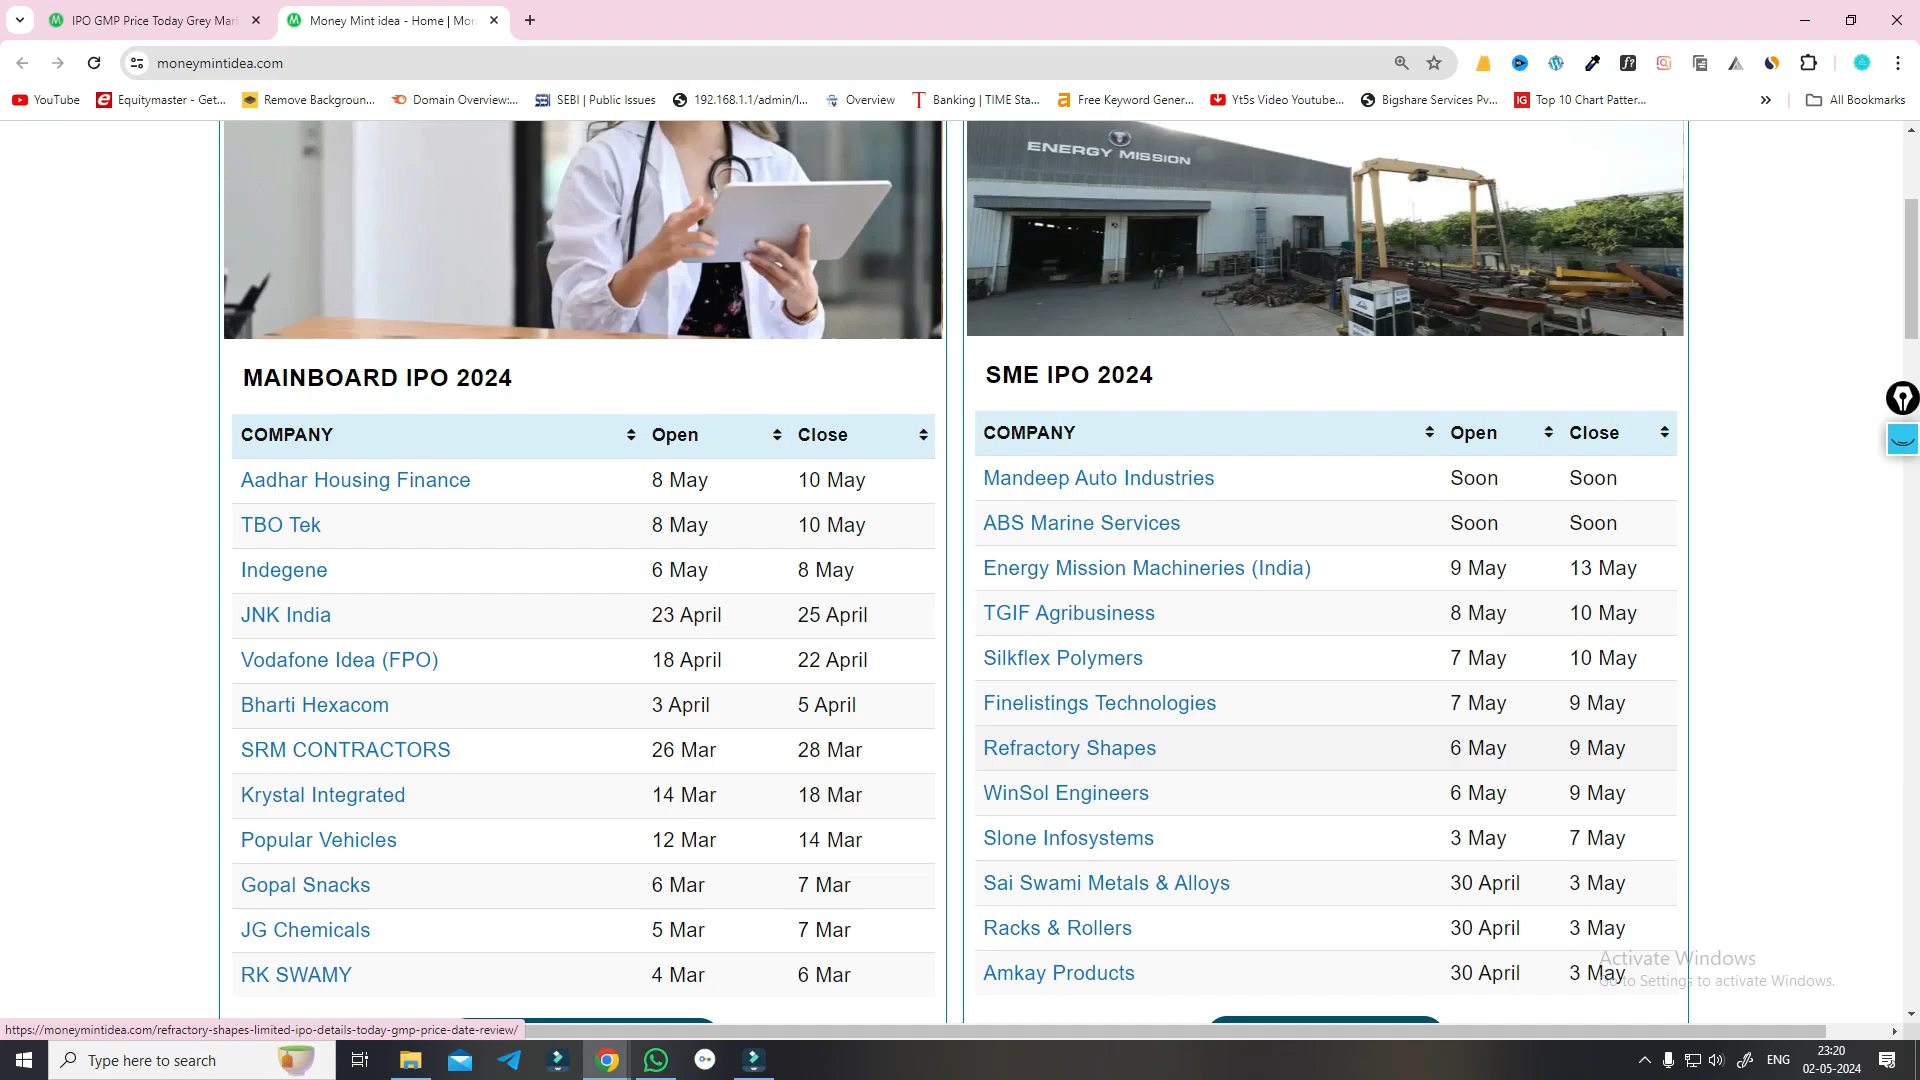 IPO GMP Price Today Grey Mar
Money Mint idea - Home | Mon
moneymintidea.com
YouTube
Equitymaster - Get...
Remove Backgroun...
Domain Overview:...
SEBI | Public Issues
192.168.1.1/admin/l...
Overview
Banking | TIME Sta...
Free Keyword Gener...
Yt5s Video Youtube...
Bigshare Services Pv...
IG Top 10 Chart Patter...
All Bookmarks
ENERGY MISSION
MAINBOARD IPO 2024
COMPANY Open Close
Aadhar Housing Finance 8 May 10 May
TBO Tek 8 May 10 May
Indegene 6 May 8 May
JNK India 23 April 25 April
Vodafone Idea (FPO) 18 April 22 April
Bharti Hexacom 3 April 5 April
SRM CONTRACTORS 26 Mar 28 Mar
Krystal Integrated 14 Mar 18 Mar
Popular Vehicles 12 Mar 14 Mar
Gopal Snacks 6 Mar 7 Mar
JG Chemicals 5 Mar 7 Mar
RK SWAMY 4 Mar 6 Mar
SME IPO 2024
COMPANY Open Close
Mandeep Auto Industries Soon Soon
ABS Marine Services Soon Soon
Energy Mission Machineries (India) 9 May 13 May
TGIF Agribusiness 8 May 10 May
Silkflex Polymers 7 May 10 May
Finelistings Technologies 7 May 9 May
Refractory Shapes 6 May 9 May
WinSol Engineers 6 May 9 May
Slone Infosystems 3 May 7 May
Sai Swami Metals & Alloys 30 April 3 May
Racks & Rollers 30 April 3 May
Amkay Products 30 April 3 May
Activate Windows
Go to Settings to activate Windows.
https://moneymintidea.com/refractory-shapes-limited-ipo-details-today-gmp-price-date-review/
Type here to search
ENG
23:20
02-05-2024